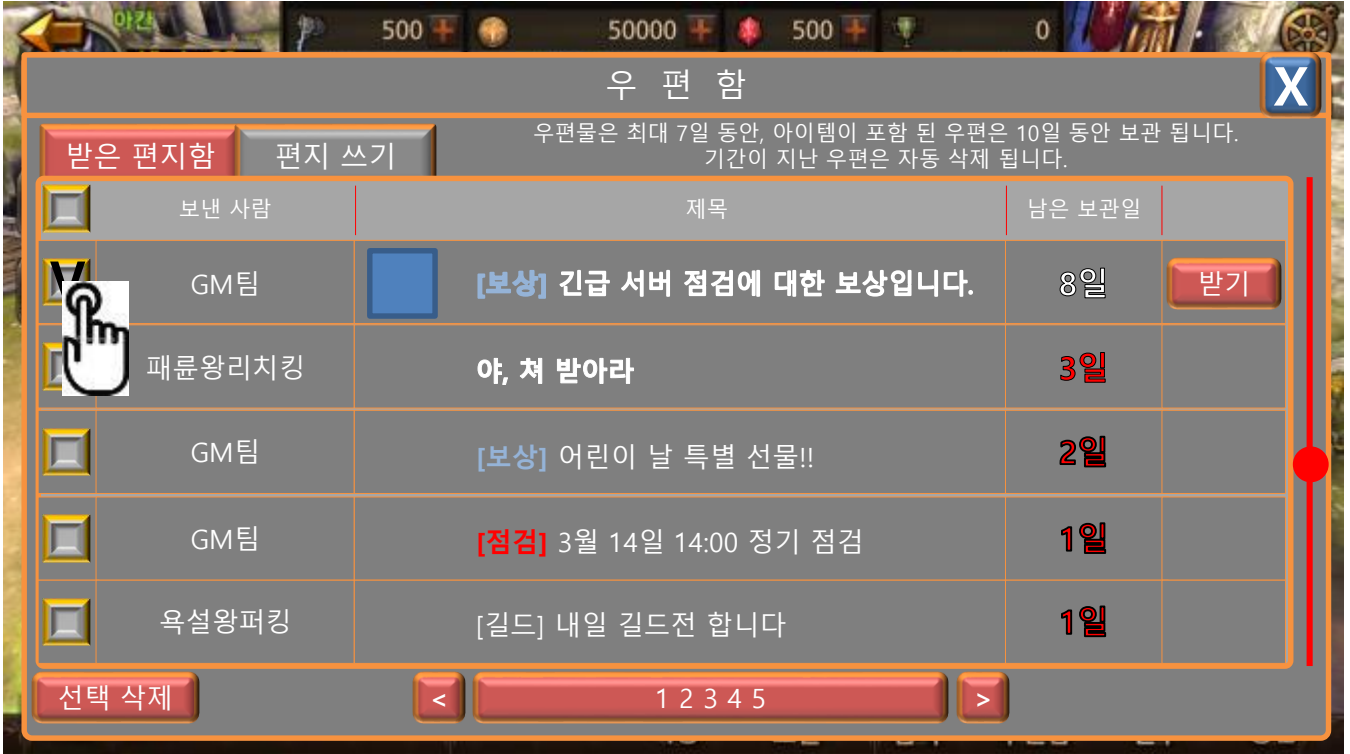 야간
500 50000 500 0
우 편 함
X
받은 편지함 편지 쓰기
우편물은 최대 7일 동안, 아이템이 포함 된 우편은 10일 동안 보관 됩니다.
기간이 지난 우편은 자동 삭제 됩니다.
보낸 사람 제목 남은 보관일
V GM팀 [보상] 긴급 서버 점검에 대한 보상입니다. 8일 받기
패륜왕리치킹 야, 쳐 받아라 3일
GM팀 [보상] 어린이 날 특별 선물!! 2일
GM팀 [점검] 3월 14일 14:00 정기 점검 1일
욕설왕퍼킹 [길드] 내일 길드전 합니다 1일
선택 삭제 < 1 2 3 4 5 >